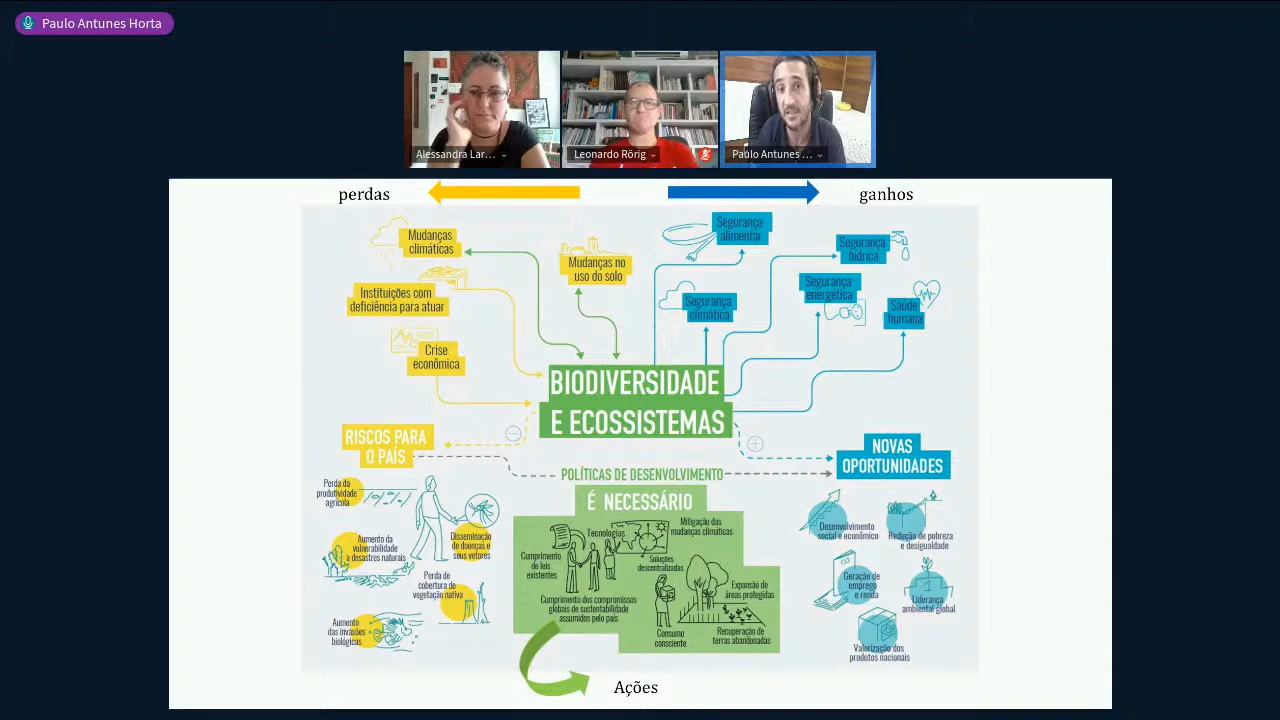 Paulo Antunes Horta
Alessandra Lar...
Leonardo Rörig
Paulo Antunes ...
perdas
ganhos
Mudanças
climáticas
Mudanças no
uso do solo
Instituições com
deficiência para atuar
Crise
econômica
Segurança
alimentar
Segurança
hídrica
Segurança
energética
Segurança
climática
Saúde
humana
BIODIVERSIDADE
E ECOSSISTEMAS
RISCOS PARA
O PAÍS
NOVAS
OPORTUNIDADES
POLÍTICAS DE DESENVOLVIMENTO
É NECESSÁRIO
Perda da
produtividade
agrícola
Aumento da
vulnerabilidade
a desastres naturais
Disseminação
de doenças e
seus vetores
Perda de
cobertura de
vegetação nativa
Aumento
das invasões
biológicas
Cumprimento
de leis
existentes
Tecnologias
Mitigação das
mudanças climáticas
Soluções
descentralizadas
Cumprimento dos compromissos
globais de sustentabilidade
assumidos pelo país
Expansão de
áreas protegidas
Consumo
consciente
Recuperação de
terras abandonadas
Desenvolvimento
social e econômico
Redução de pobreza
e desigualdade
Geração de
emprego
e renda
1
Liderança
ambiental global
Valorização dos
produtos nacionais
Ações